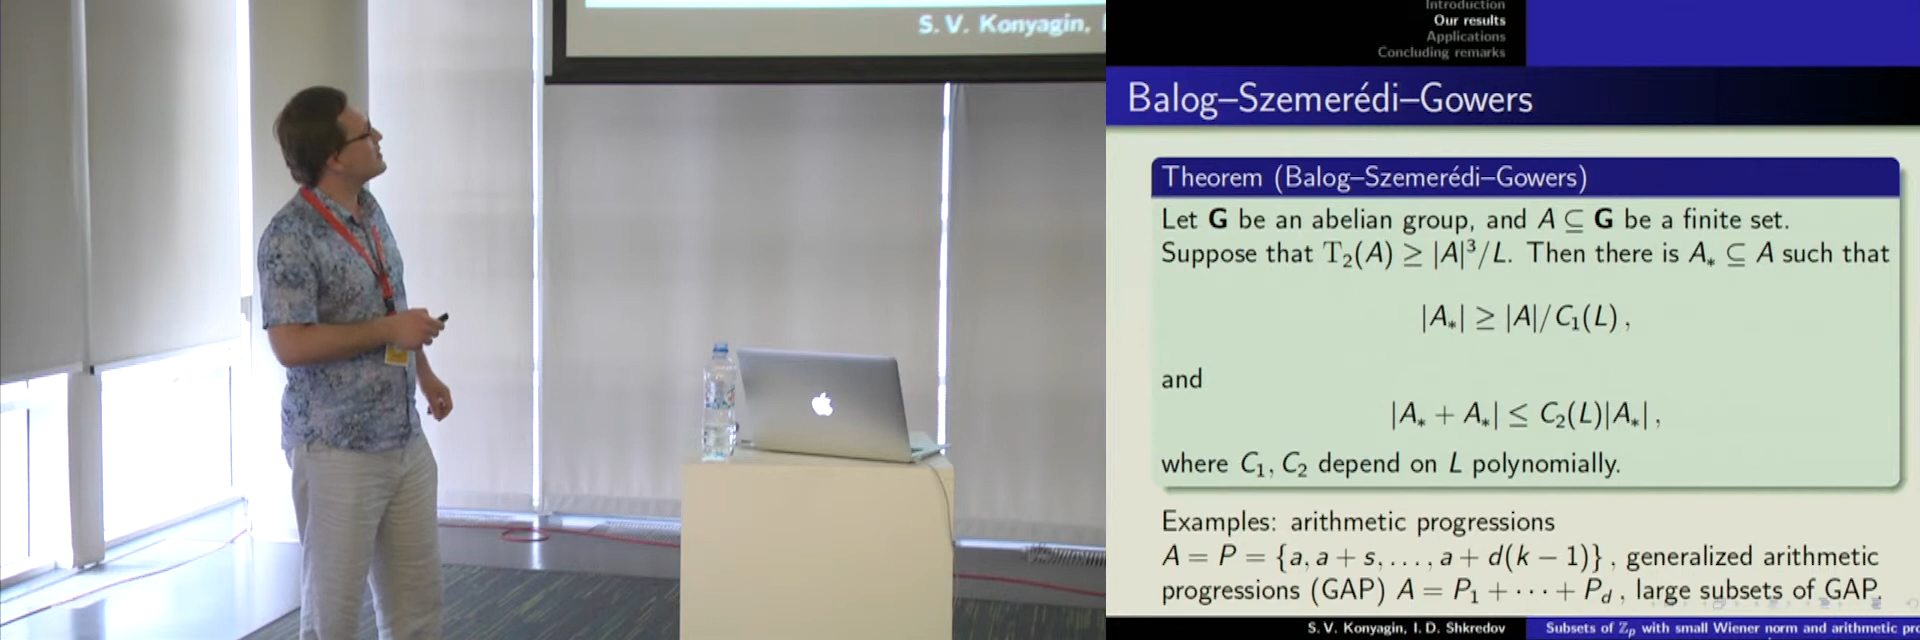 S. V. Konyagin,
Introduction
Our results
Applications
Concluding remarks
Balog–Szemerédi–Gowers
Theorem (Balog–Szemerédi–Gowers)
Let G be an abelian group, and A ⊆ G be a finite set.
Suppose that T₂(A) ≥ |A|³/L. Then there is A∗ ⊆ A such that
|A∗| ≥ |A|/C₁(L) ,
and
|A∗ + A∗| ≤ C₂(L)|A∗| ,
where C₁, C₂ depend on L polynomially.
Examples: arithmetic progressions
A = P = {a, a + s, . . . , a + d(k − 1)} , generalized arithmetic
progressions (GAP) A = P₁ + · · · + P_d , large subsets of GAP.
S. V. Konyagin, I. D. Shkredov
Subsets of ℤₚ with small Wiener norm and arithmetic pro